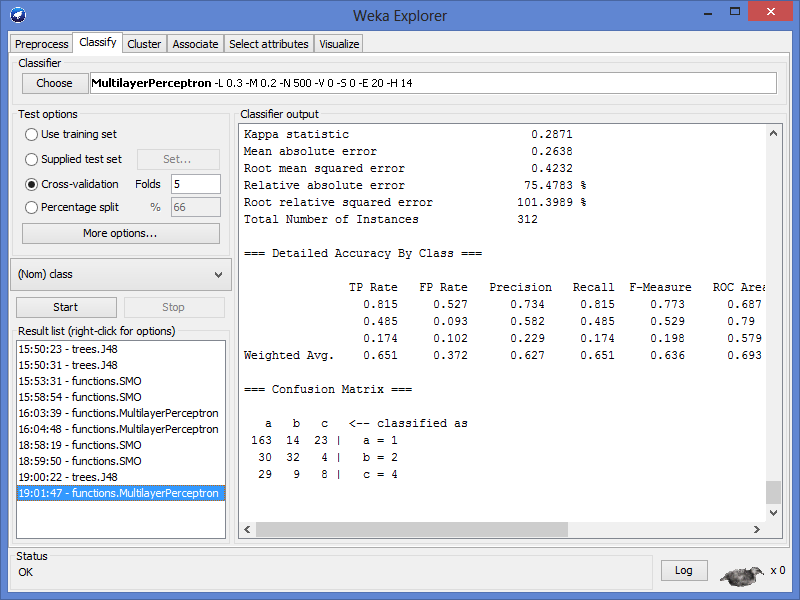 Weka Explorer
Preprocess Classify Cluster Associate Select attributes Visualize
Classifier
Choose MultilayerPerceptron -L 0.3 -M 0.2 -N 500 -V 0 -S 0 -E 20 -H 14
Test options
Use training set
Supplied test set Set...
Cross-validation Folds 5
Percentage split % 66
More options...
(Nom) class
Start Stop
Result list (right-click for options)
15:50:23 - trees.J48
15:50:31 - trees.J48
15:53:31 - functions.SMO
15:58:54 - functions.SMO
16:03:39 - functions.MultilayerPerceptron
16:04:48 - functions.MultilayerPerceptron
18:58:19 - functions.SMO
18:59:50 - functions.SMO
19:00:22 - trees.J48
19:01:47 - functions.MultilayerPerceptron
Classifier output
Kappa statistic 0.2871
Mean absolute error 0.2638
Root mean squared error 0.4232
Relative absolute error 75.4783 %
Root relative squared error 101.3989 %
Total Number of Instances 312
=== Detailed Accuracy By Class ===
TP Rate FP Rate Precision Recall F-Measure ROC Area
0.815 0.527 0.734 0.815 0.773 0.687
0.485 0.093 0.582 0.485 0.529 0.79
0.174 0.102 0.229 0.174 0.198 0.579
Weighted Avg. 0.651 0.372 0.627 0.651 0.636 0.693
=== Confusion Matrix ===
a b c <-- classified as
163 14 23 | a = 1
30 32 4 | b = 2
29 9 8 | c = 4
Status
OK
Log x 0